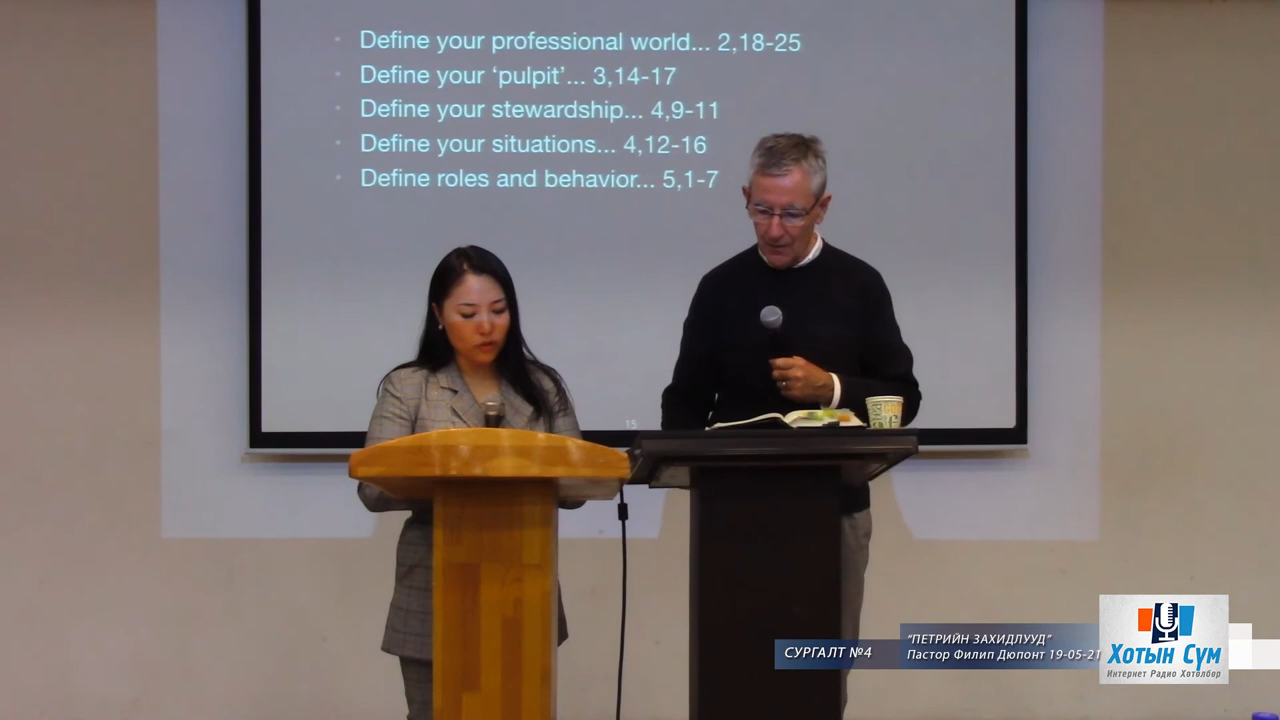 Define your professional world... 2,18-25
Define your ‘pulpit’... 3,14-17
Define your stewardship... 4,9-11
Define your situations... 4,12-16
Define roles and behavior... 5,1-7
15
СУРГАЛТ №4
“ПЕТРИЙН ЗАХИДЛУУД”
Пастор Филип Дюпонт 19-05-21
Хотын Сүм
Интернет Радио Хөтөлбөр